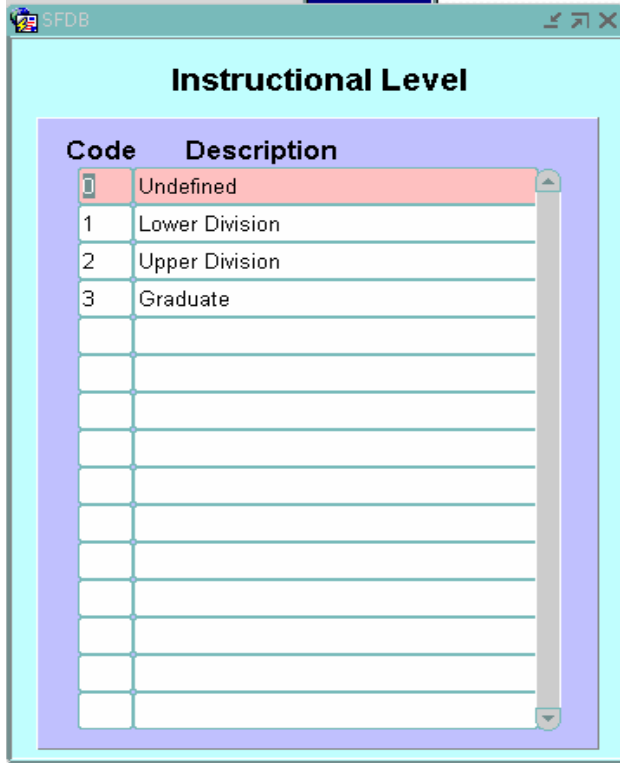 SFDB
Instructional Level
Code Description
0 Undefined
1 Lower Division
2 Upper Division
3 Graduate